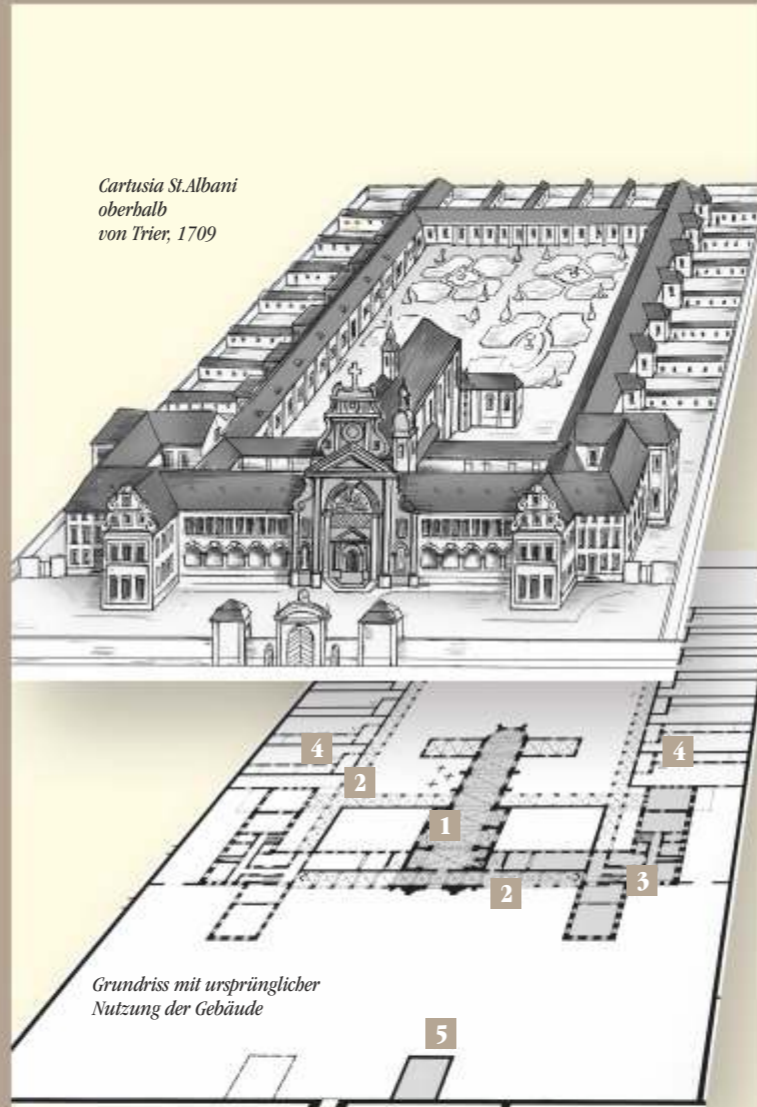 Cartusia St.Albani
oberhalb
von Trier, 1709
4
4
2
1
3
2
Grundriss mit ursprünglicher
Nutzung der Gebäude
5